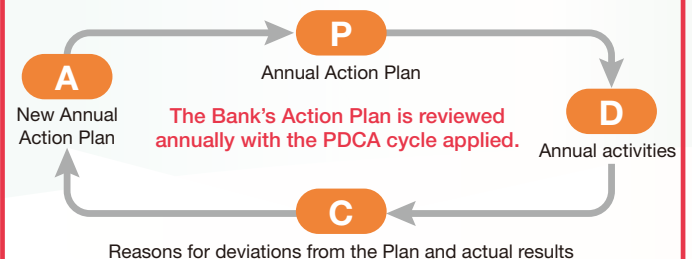 P
Annual Action Plan
A
New Annual
Action Plan
The Bank's Action Plan is reviewed
annually with the PDCA cycle applied.
D
Annual activities
C
Reasons for deviations from the Plan and actual results